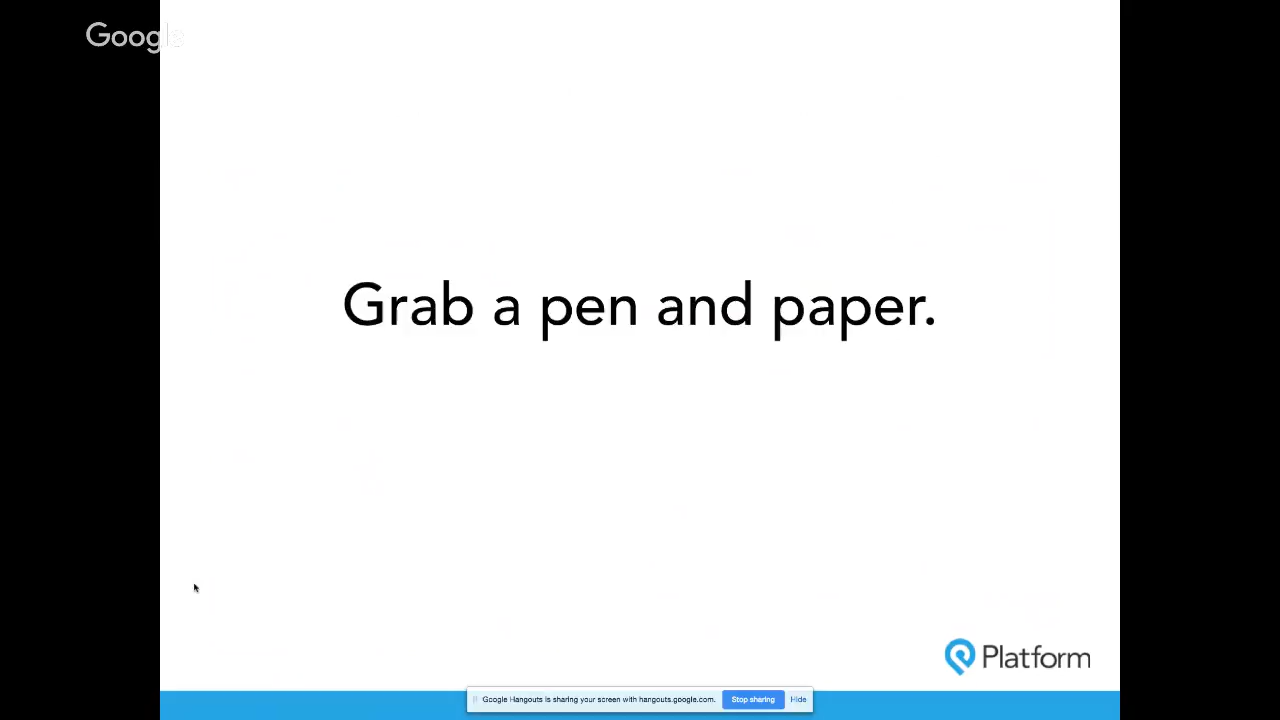 Google
Grab a pen and paper.
Platform
Google Hangouts is sharing your screen with hangouts.google.com. Stop sharing Hide